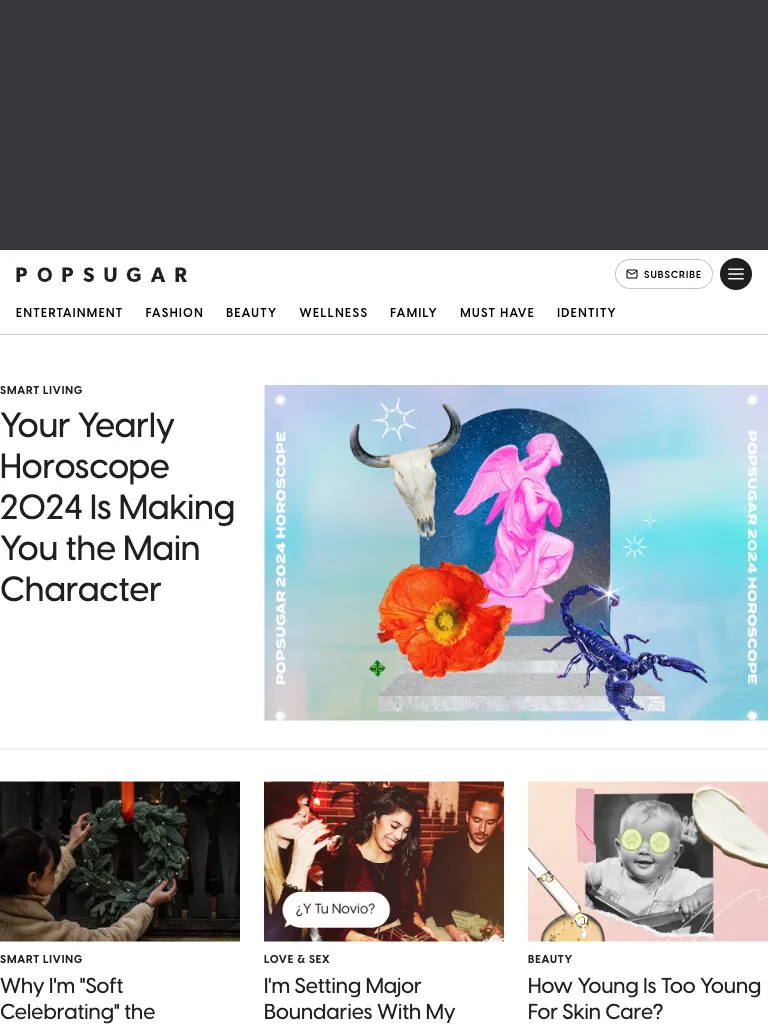 POPSUGAR
SUBSCRIBE
ENTERTAINMENT FASHION BEAUTY WELLNESS FAMILY MUST HAVE IDENTITY
SMART LIVING
Your Yearly
Horoscope
2024 Is Making
You the Main
Character
POPSUGAR 2024 HOROSCOPE
POPSUGAR 2024 HOROSCOPE
¿Y Tu Novio?
SMART LIVING
Why I'm "Soft
Celebrating" the
LOVE & SEX
I'm Setting Major
Boundaries With My
BEAUTY
How Young Is Too Young
For Skin Care?